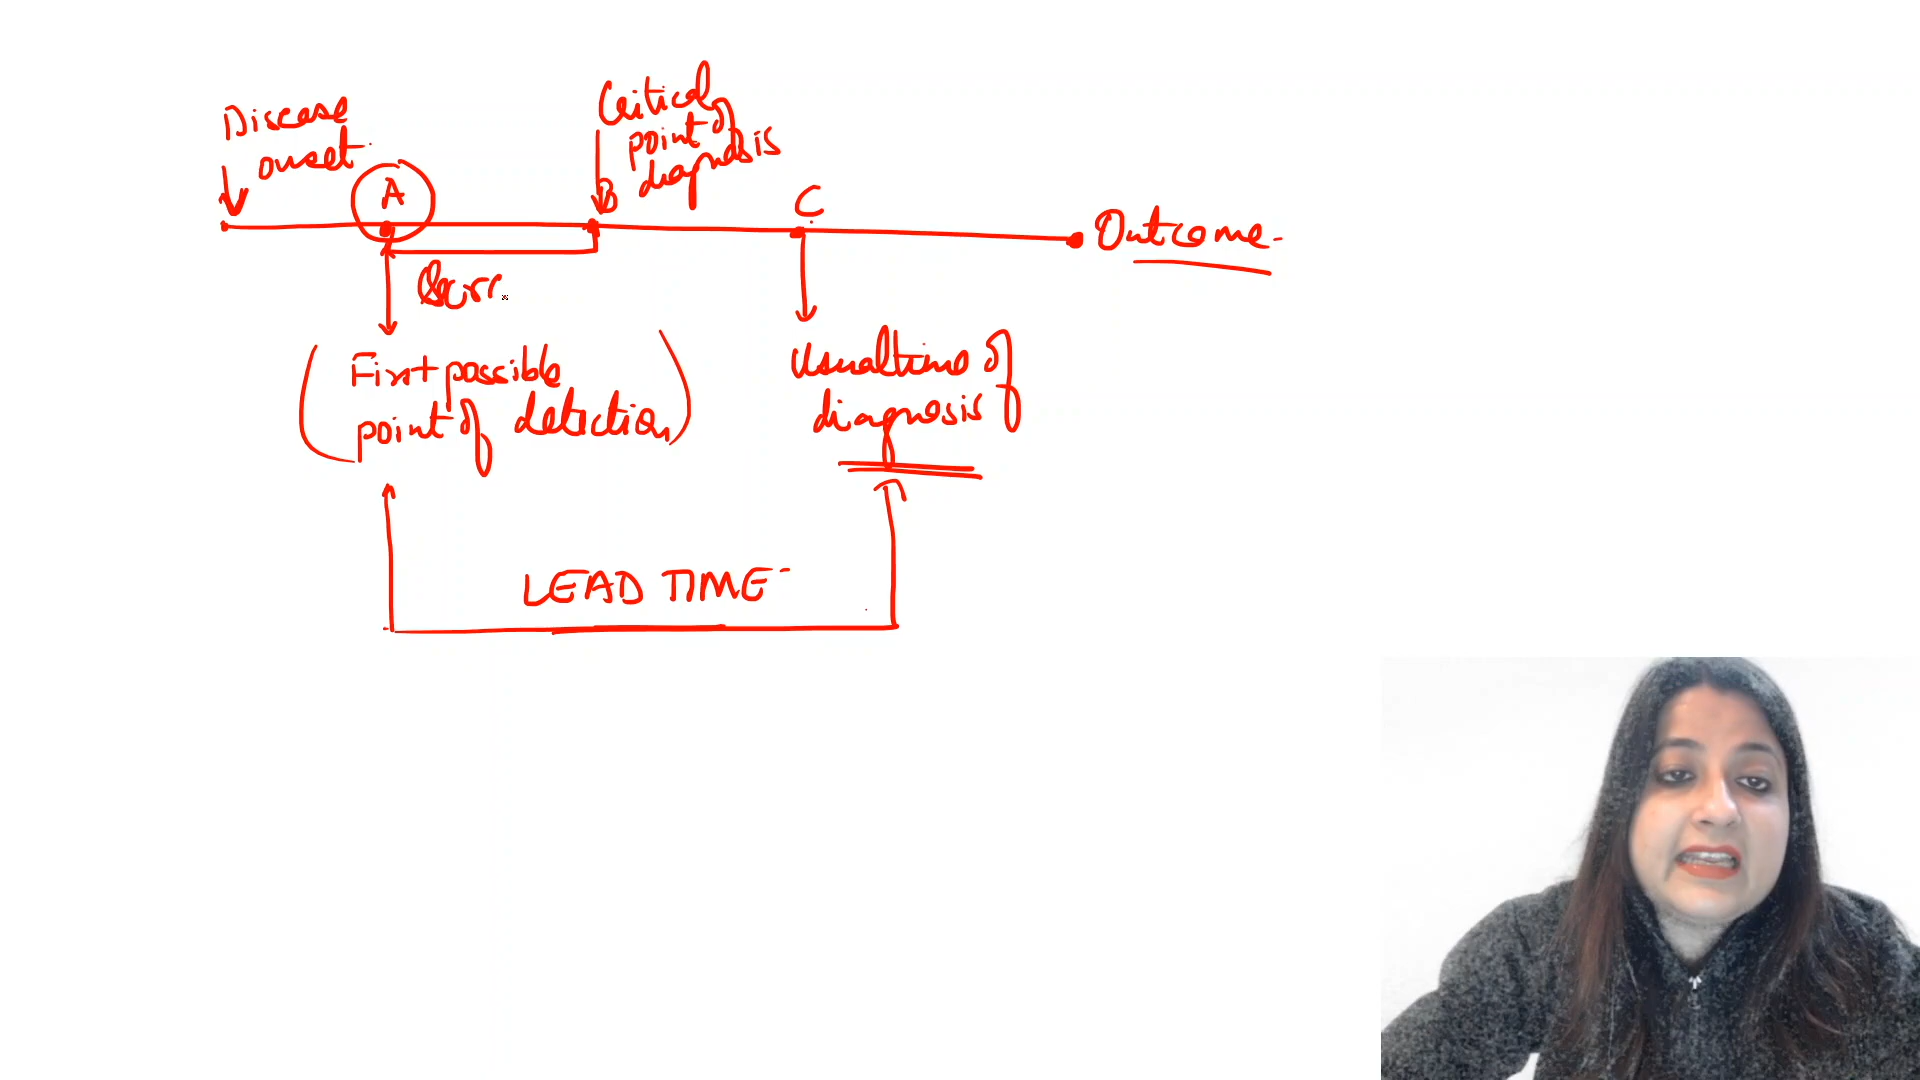 Disease
onset
Critical
point of
diagnosis
A
B
C
Outcome
First possible
point of detection
Usual time of
diagnosis
LEAD TIME